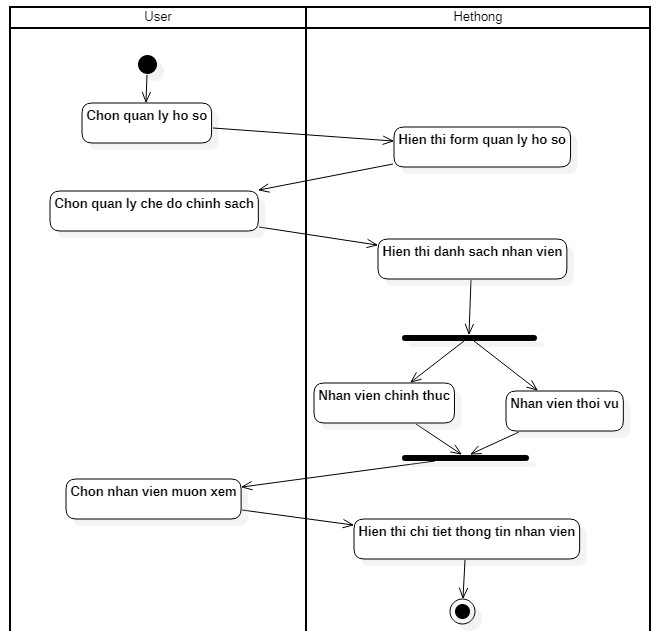 User
Hethong
Chon quan ly ho so
Hien thi form quan ly ho so
Chon quan ly che do chinh sach
Hien thi danh sach nhan vien
Nhan vien chinh thuc
Nhan vien thoi vu
Chon nhan vien muon xem
Hien thi chi tiet thong tin nhan vien